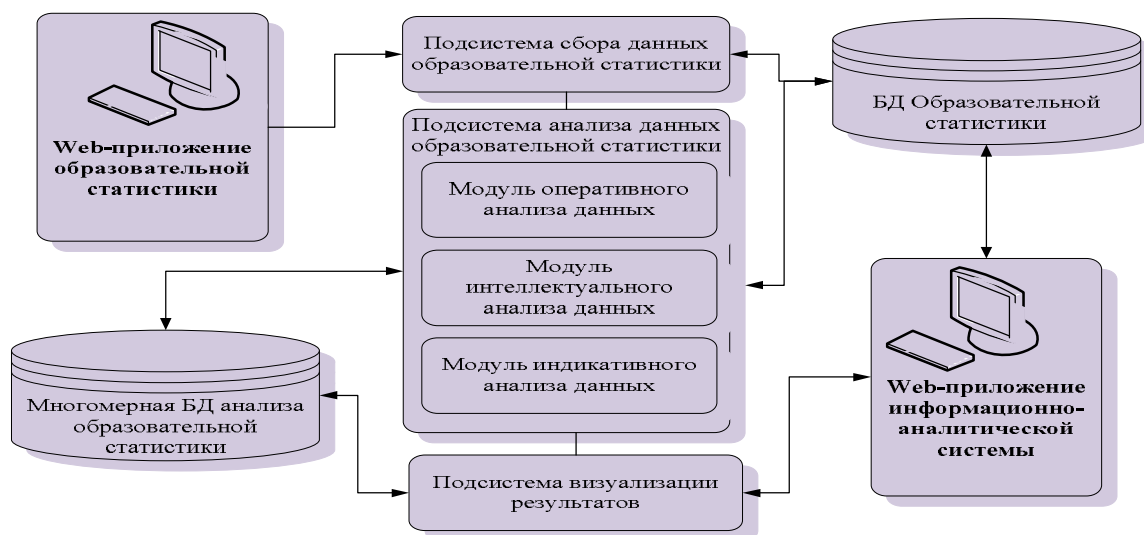 Web-приложение
образовательной
статистики
Подсистема сбора данных
образовательной статистики
БД Образовательной
статистики
Подсистема анализа данных
образовательной статистики
Модуль оперативного
анализа данных
Модуль
интеллектуального
анализа данных
Модуль индикативного
анализа данных
Многомерная БД анализа
образовательной
статистики
Web-приложение
информационно-
аналитической
системы
Подсистема визуализации
результатов